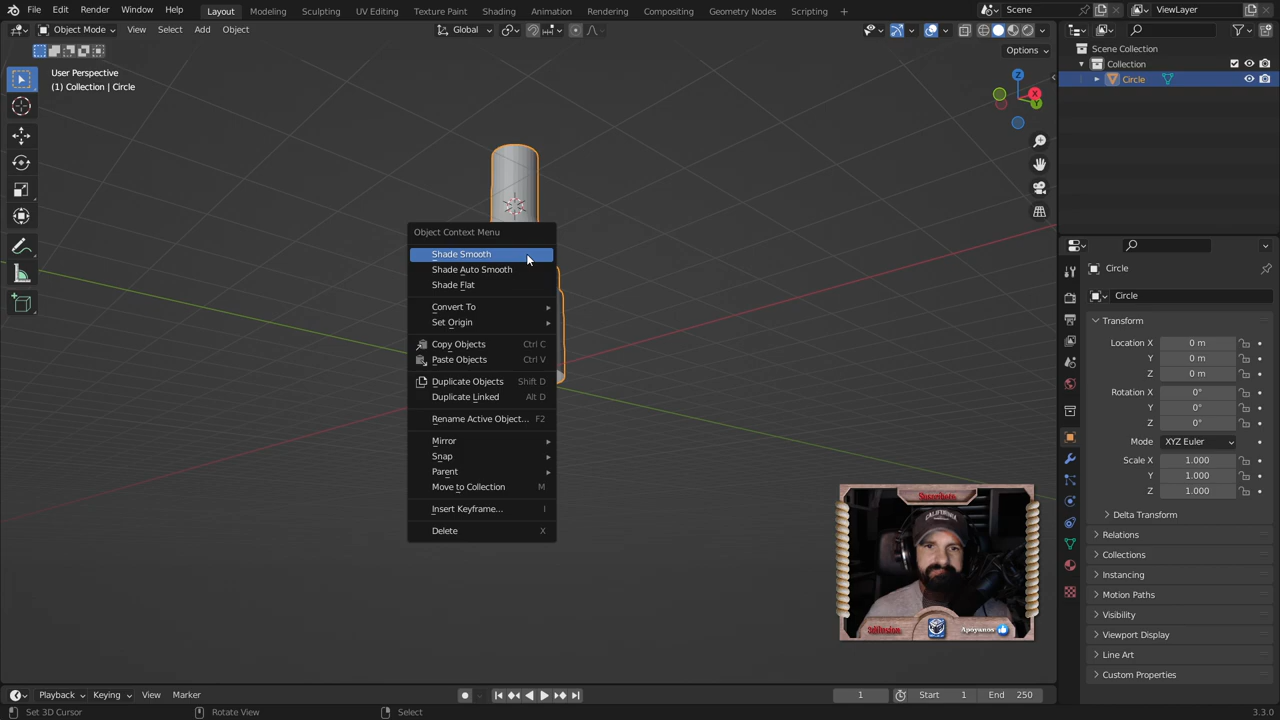 File Edit Render Window Help Layout Modeling Sculpting UV Editing Texture Paint Shading Animation Rendering Compositing Geometry Nodes Scripting + Scene ViewLayer
Object Mode View Select Add Object Global
Options
User Perspective
(1) Collection | Circle
Z
X
Y
Scene Collection
Collection
Circle
Object Context Menu
Shade Smooth
Shade Auto Smooth
Shade Flat
Convert To
Set Origin
Copy Objects Ctrl C
Paste Objects Ctrl V
Duplicate Objects Shift D
Duplicate Linked Alt D
Rename Active Object... F2
Mirror
Snap
Parent
Move to Collection M
Insert Keyframe... I
Delete X
Circle
Circle
Transform
Location X 0 m
Y 0 m
Z 0 m
Rotation X 0°
Y 0°
Z 0°
Mode XYZ Euler
Scale X 1.000
Y 1.000
Z 1.000
Delta Transform
Relations
Collections
Instancing
Motion Paths
Visibility
Viewport Display
Line Art
Custom Properties
CALIFORNIA
Apoyanos
Playback Keying View Marker 1 Start 1 End 250
Set 3D Cursor Rotate View Select 3.3.0